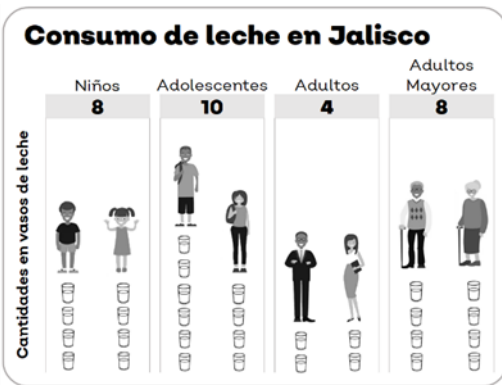 Consumo de leche en Jalisco
Niños
8
Adolescentes
10
Adultos
4
Adultos
Mayores
8
Cantidades en vasos de leche